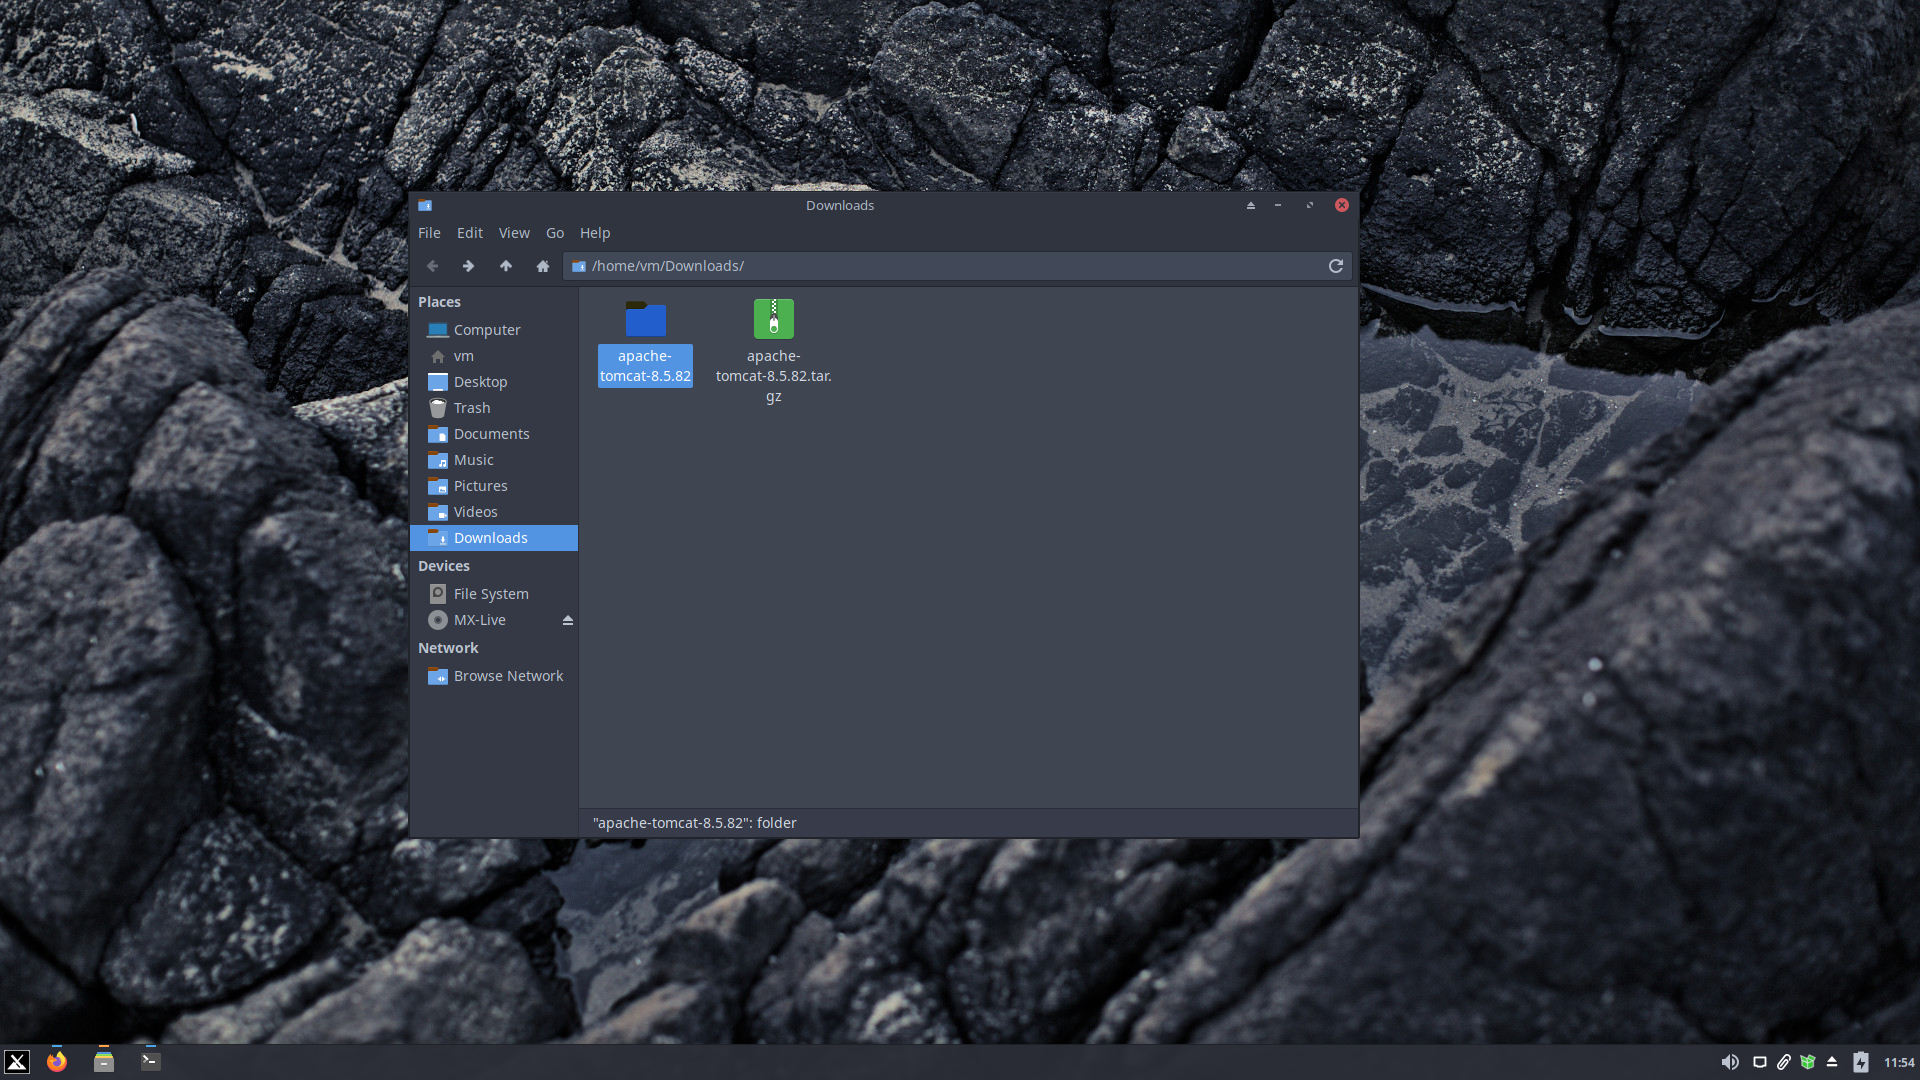 Downloads
File Edit View Go Help
/home/vm/Downloads/
Places
Computer
vm
Desktop
Trash
Documents
Music
Pictures
Videos
Downloads
Devices
File System
MX-Live
Network
Browse Network
apache-
tomcat-8.5.82
apache-
tomcat-8.5.82.tar.
gz
"apache-tomcat-8.5.82": folder
11:54